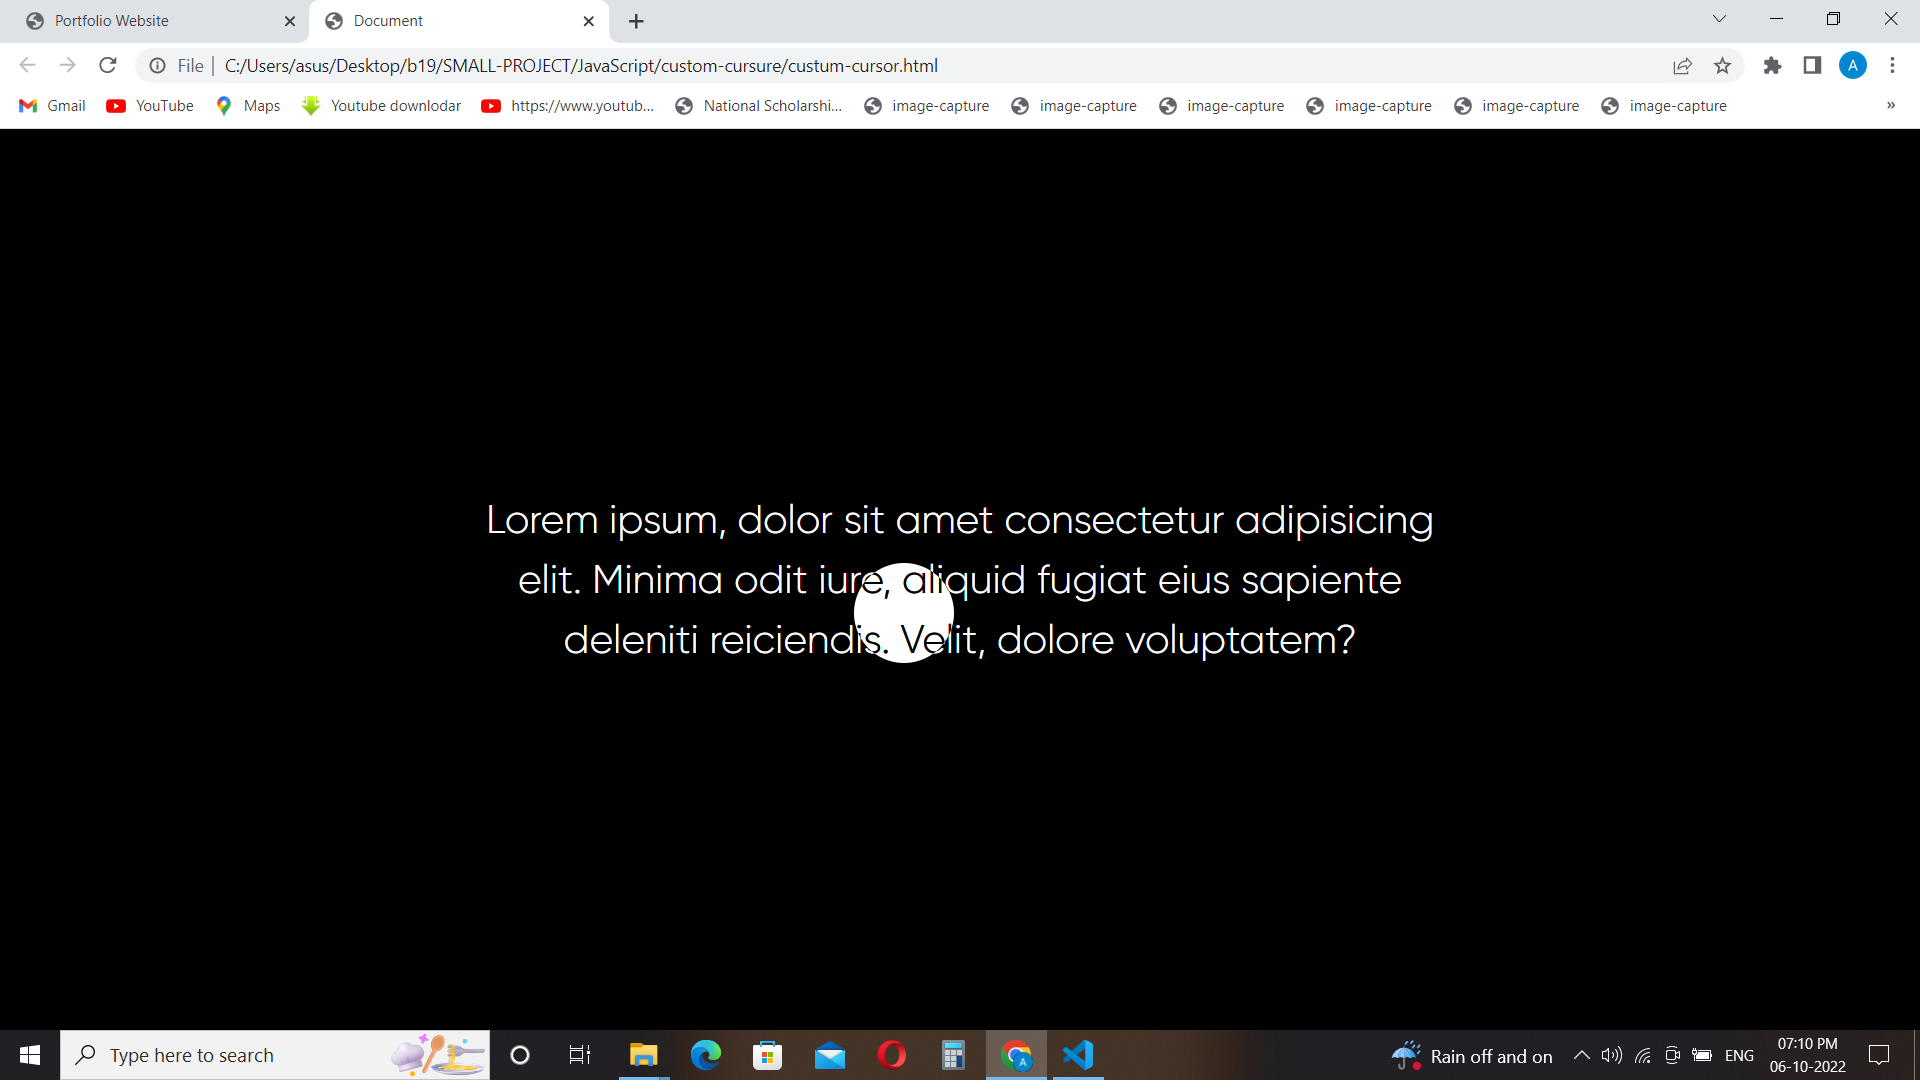 Portfolio Website
Document
File | C:/Users/asus/Desktop/b19/SMALL-PROJECT/JavaScript/custom-cursure/custum-cursor.html
A
Gmail
YouTube
Maps
Youtube downlodar
https://www.youtub...
National Scholarshi...
image-capture
image-capture
image-capture
image-capture
image-capture
image-capture
»
Lorem ipsum, dolor sit amet consectetur adipisicing
elit. Minima odit iure, aliquid fugiat eius sapiente
deleniti reiciendis. Velit, dolore voluptatem?
Type here to search
A
Rain off and on
ENG
07:10 PM
06-10-2022